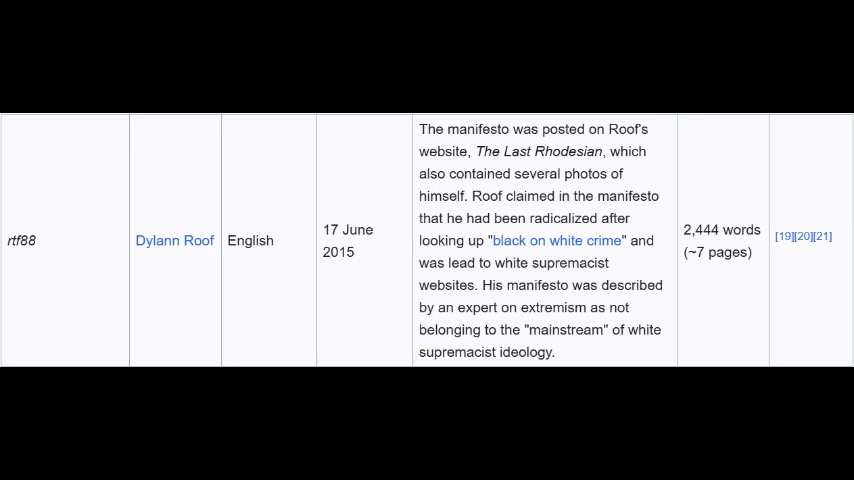 rtf88
Dylann Roof
English
17 June
2015
The manifesto was posted on Roof's
website, The Last Rhodesian, which
also contained several photos of
himself. Roof claimed in the manifesto
that he had been radicalized after
looking up "black on white crime" and
was lead to white supremacist
websites. His manifesto was described
by an expert on extremism as not
belonging to the "mainstream" of white
supremacist ideology.
2,444 words
(~7 pages)
[19][20][21]